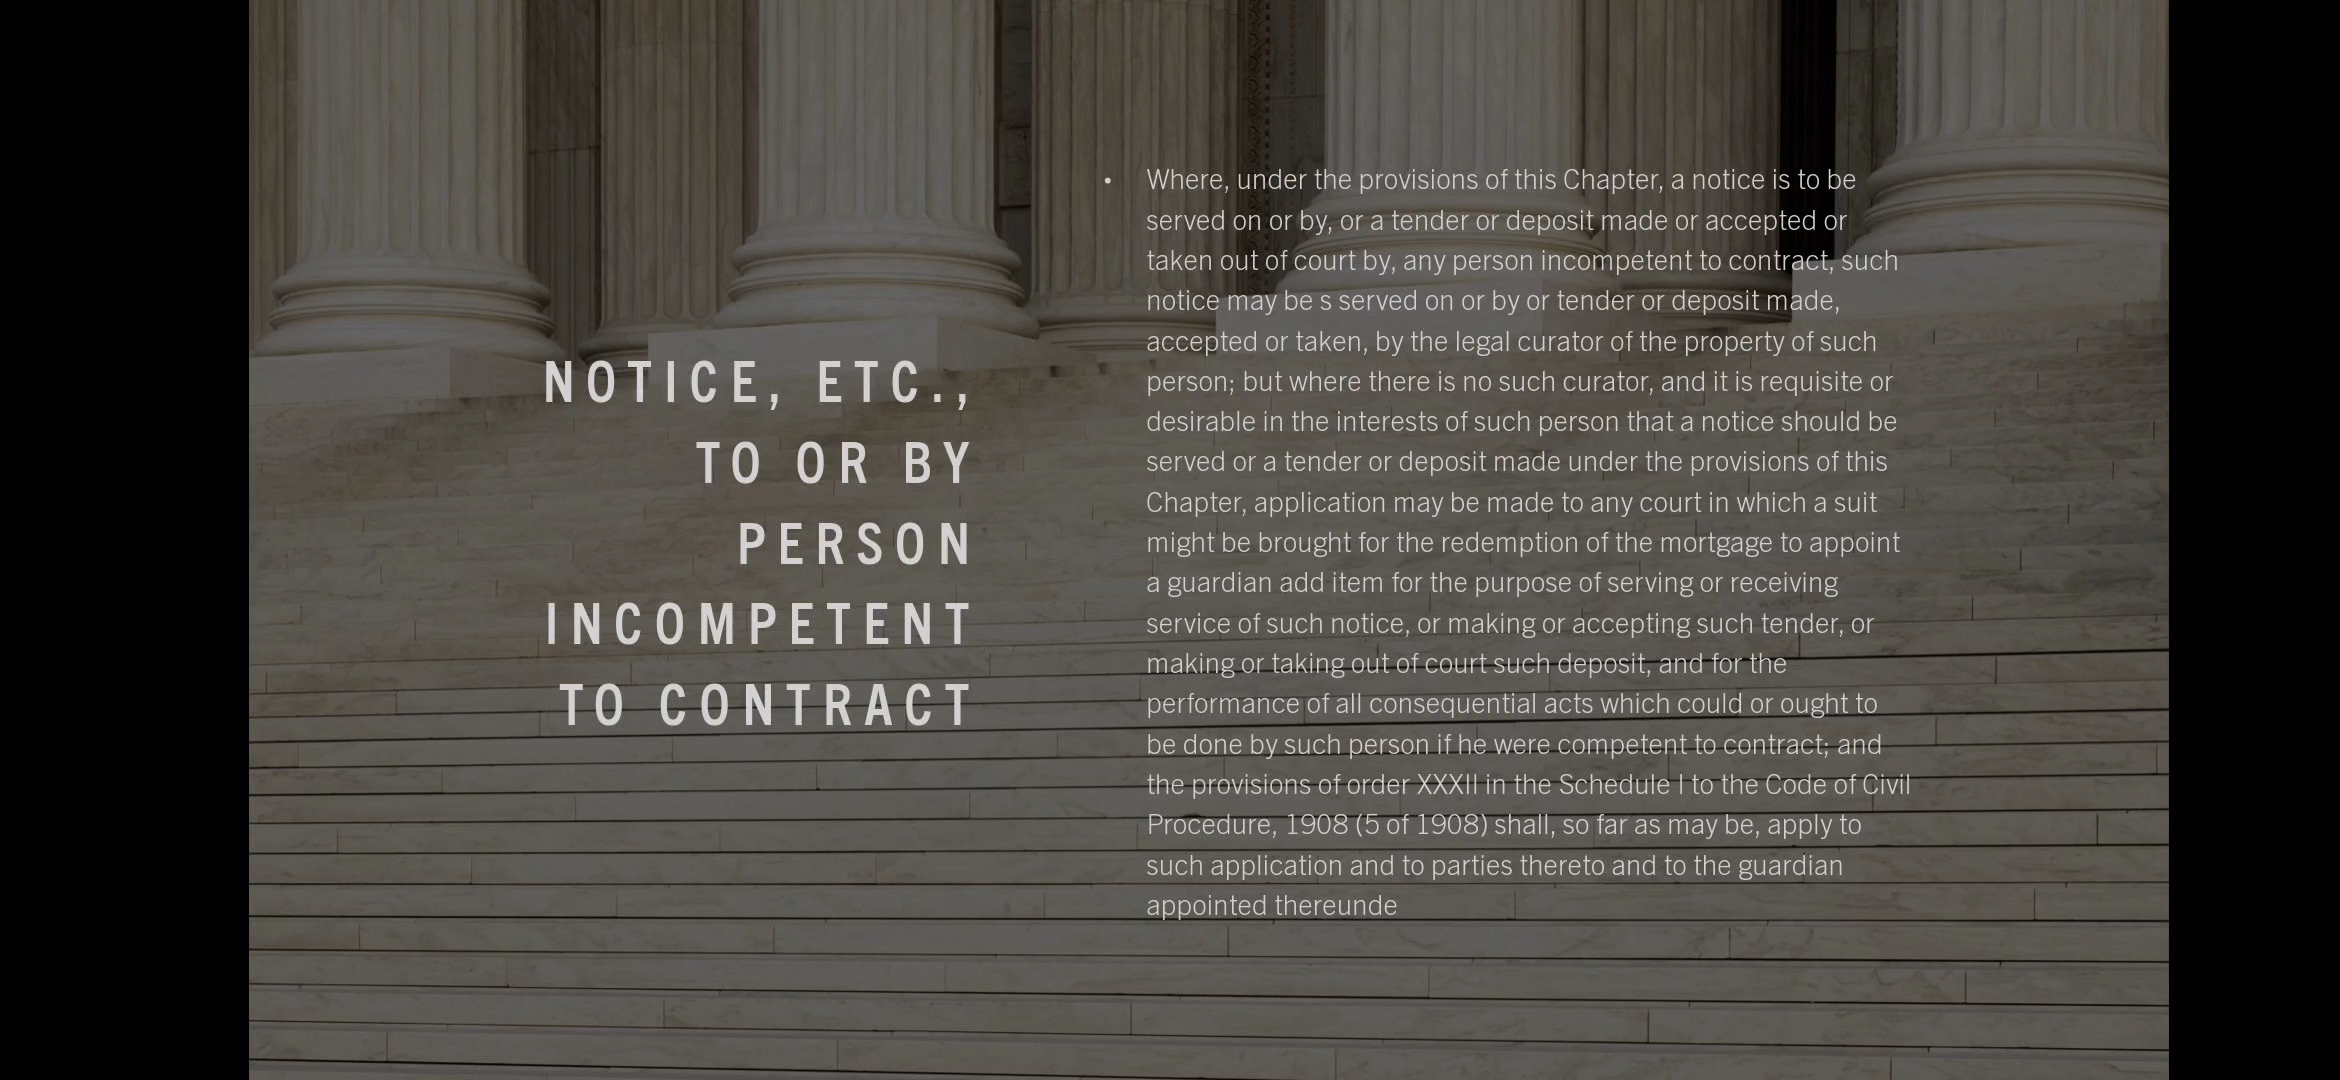 NOTICE, ETC.,
TO OR BY
PERSON
INCOMPETENT
TO CONTRACT
• Where, under the provisions of this Chapter, a notice is to be
served on or by, or a tender or deposit made or accepted or
taken out of court by, any person incompetent to contract, such
notice may be s served on or by or tender or deposit made,
accepted or taken, by the legal curator of the property of such
person; but where there is no such curator, and it is requisite or
desirable in the interests of such person that a notice should be
served or a tender or deposit made under the provisions of this
Chapter, application may be made to any court in which a suit
might be brought for the redemption of the mortgage to appoint
a guardian add item for the purpose of serving or receiving
service of such notice, or making or accepting such tender, or
making or taking out of court such deposit, and for the
performance of all consequential acts which could or ought to
be done by such person if he were competent to contract; and
the provisions of order XXXII in the Schedule I to the Code of Civil
Procedure, 1908 (5 of 1908) shall, so far as may be, apply to
such application and to parties thereto and to the guardian
appointed thereunde